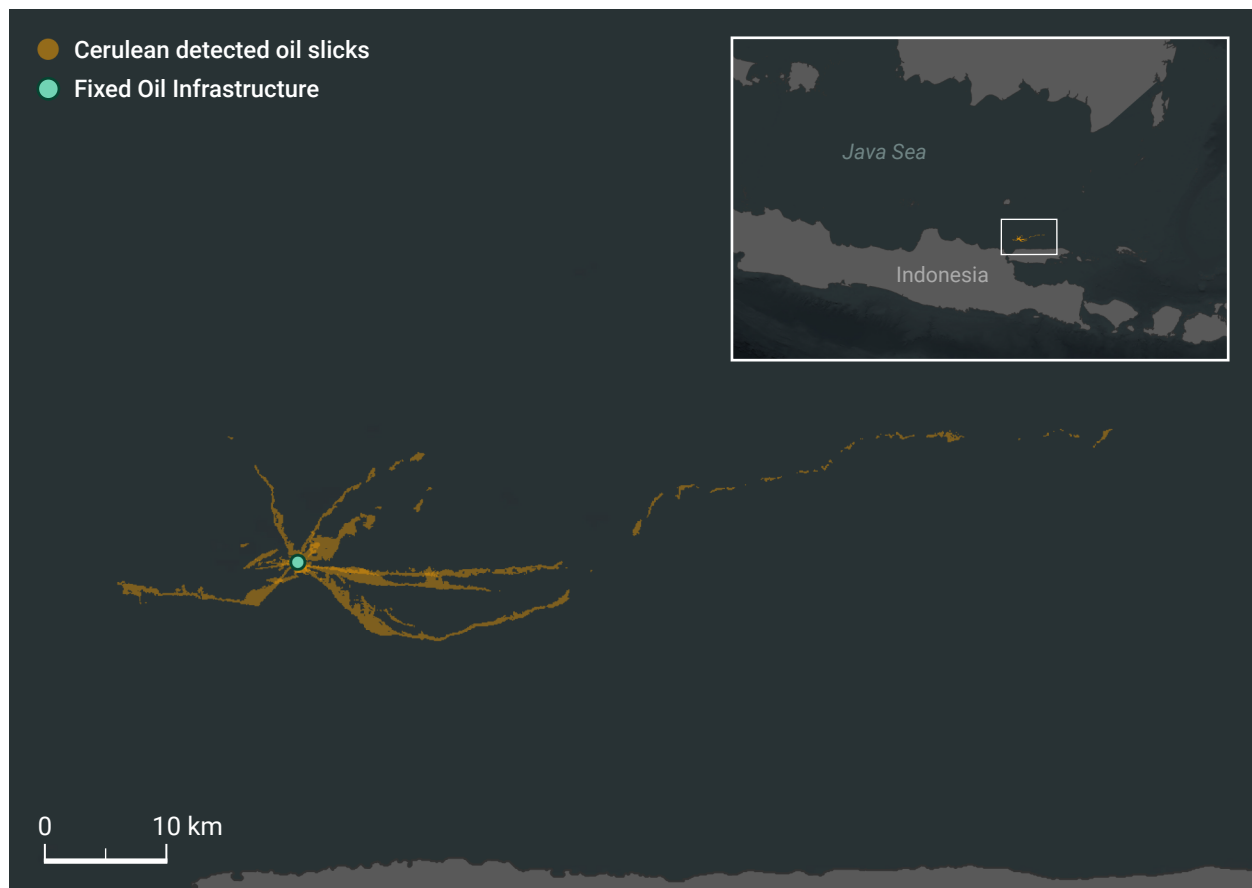 Cerulean detected oil slicks
Fixed Oil Infrastructure
Java Sea
Indonesia
0 10 km